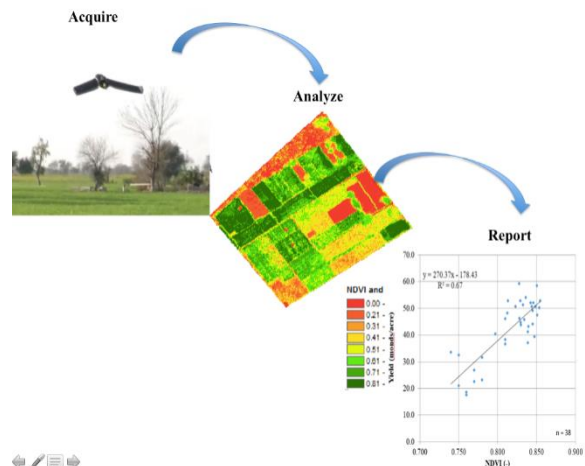 Acquire
Analyze
Report
NDVI and
0.00 -
0.21 -
0.31 -
0.41 -
0.51 -
0.61 -
0.71 -
0.81 -
Yield (monds/acre)
70.0
60.0
50.0
40.0
30.0
20.0
10.0
0.0
y = 270.37x - 178.43
R² = 0.67
n = 38
0.700
0.750
0.800
0.850
0.900
NDVI (-)